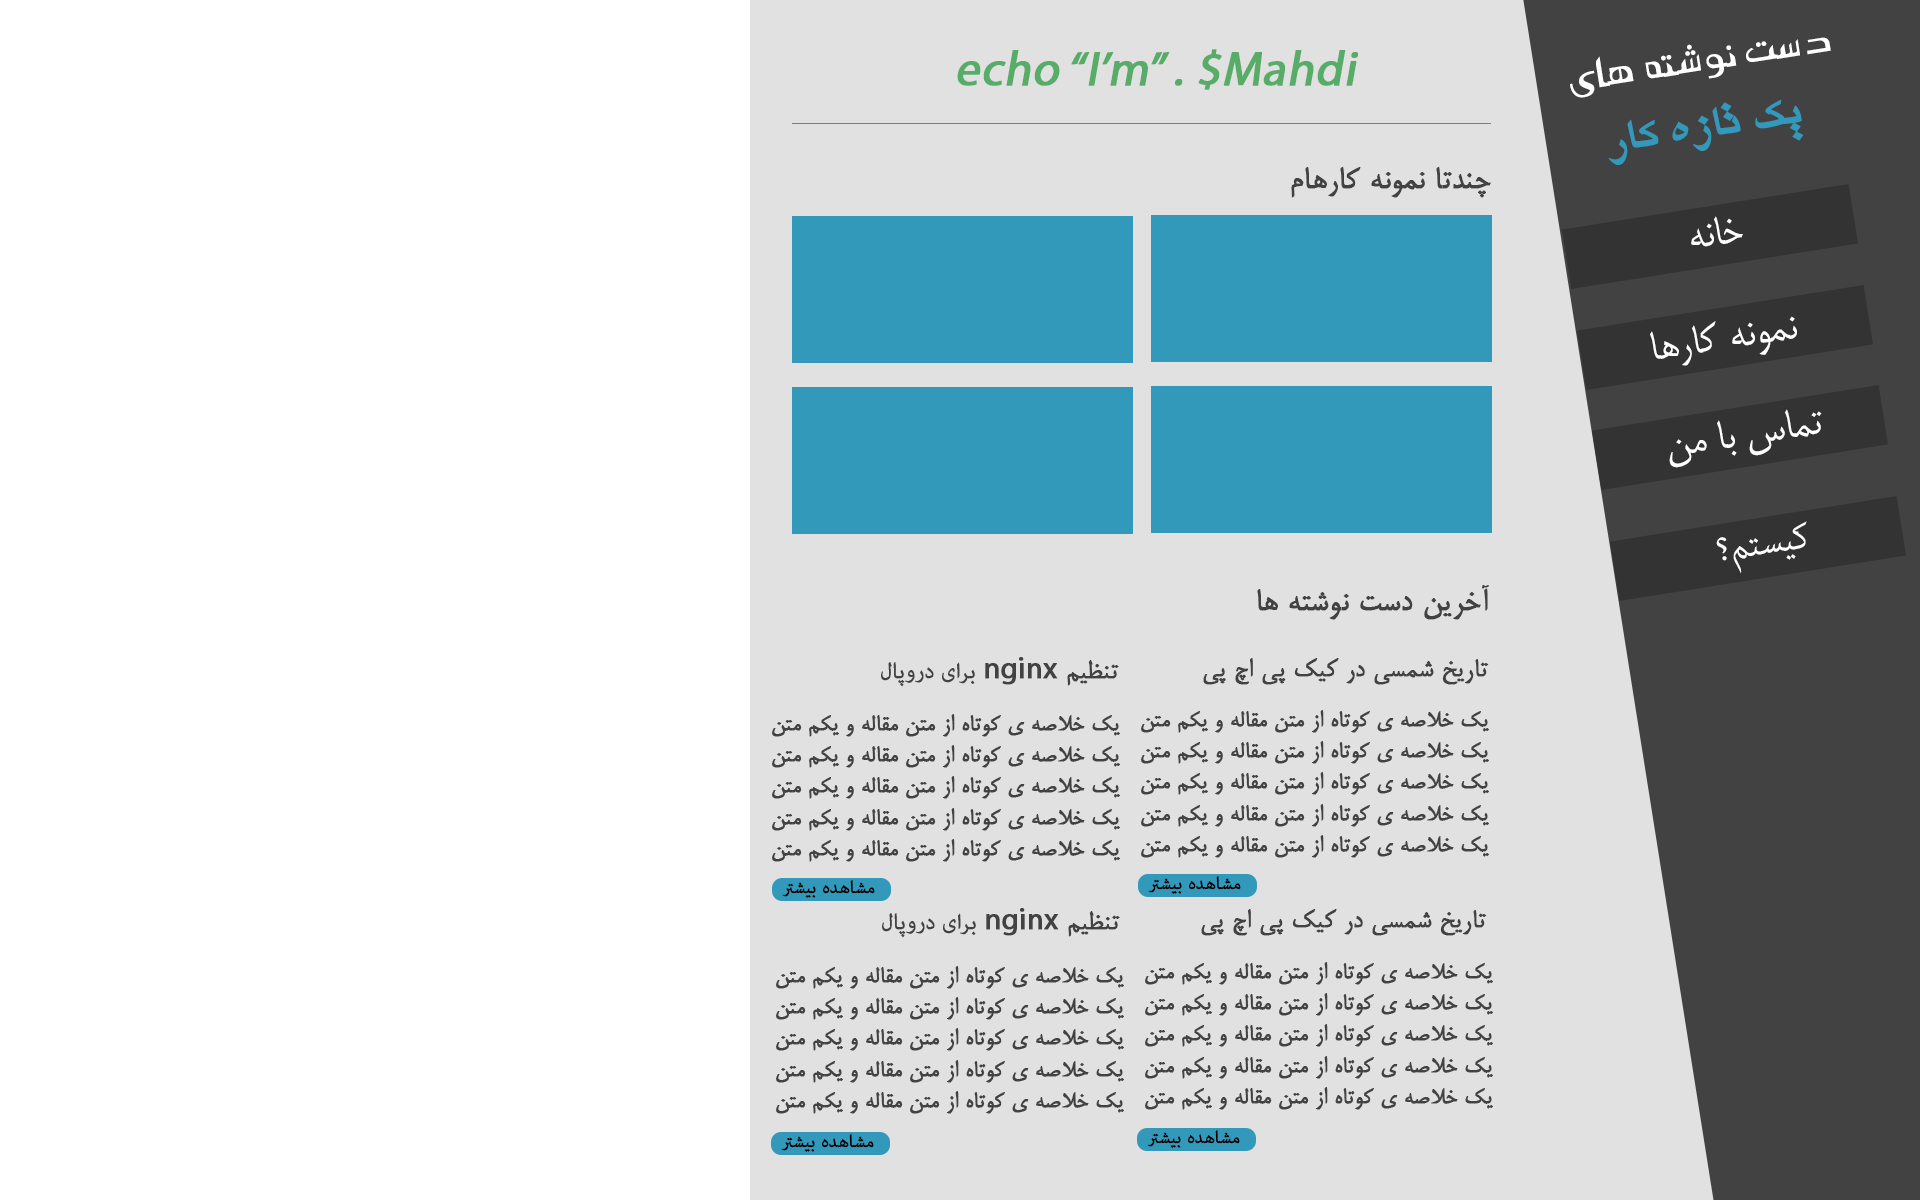 دست نوشته های
یک تازه کار
خانه
نمونه کارها
تماس با من
کیستم؟
echo “I’m” . $Mahdi
چندتا نمونه کارهام
آخرین دست نوشته ها
تاریخ شمسی در کیک پی اچ پی
یک خلاصه ی کوتاه از متن مقاله و یکم متن
یک خلاصه ی کوتاه از متن مقاله و یکم متن
یک خلاصه ی کوتاه از متن مقاله و یکم متن
یک خلاصه ی کوتاه از متن مقاله و یکم متن
یک خلاصه ی کوتاه از متن مقاله و یکم متن
مشاهده بیشتر
تنظیم nginx برای دروپال
یک خلاصه ی کوتاه از متن مقاله و یکم متن
یک خلاصه ی کوتاه از متن مقاله و یکم متن
یک خلاصه ی کوتاه از متن مقاله و یکم متن
یک خلاصه ی کوتاه از متن مقاله و یکم متن
یک خلاصه ی کوتاه از متن مقاله و یکم متن
مشاهده بیشتر
تاریخ شمسی در کیک پی اچ پی
یک خلاصه ی کوتاه از متن مقاله و یکم متن
یک خلاصه ی کوتاه از متن مقاله و یکم متن
یک خلاصه ی کوتاه از متن مقاله و یکم متن
یک خلاصه ی کوتاه از متن مقاله و یکم متن
یک خلاصه ی کوتاه از متن مقاله و یکم متن
مشاهده بیشتر
تنظیم nginx برای دروپال
یک خلاصه ی کوتاه از متن مقاله و یکم متن
یک خلاصه ی کوتاه از متن مقاله و یکم متن
یک خلاصه ی کوتاه از متن مقاله و یکم متن
یک خلاصه ی کوتاه از متن مقاله و یکم متن
یک خلاصه ی کوتاه از متن مقاله و یکم متن
مشاهده بیشتر